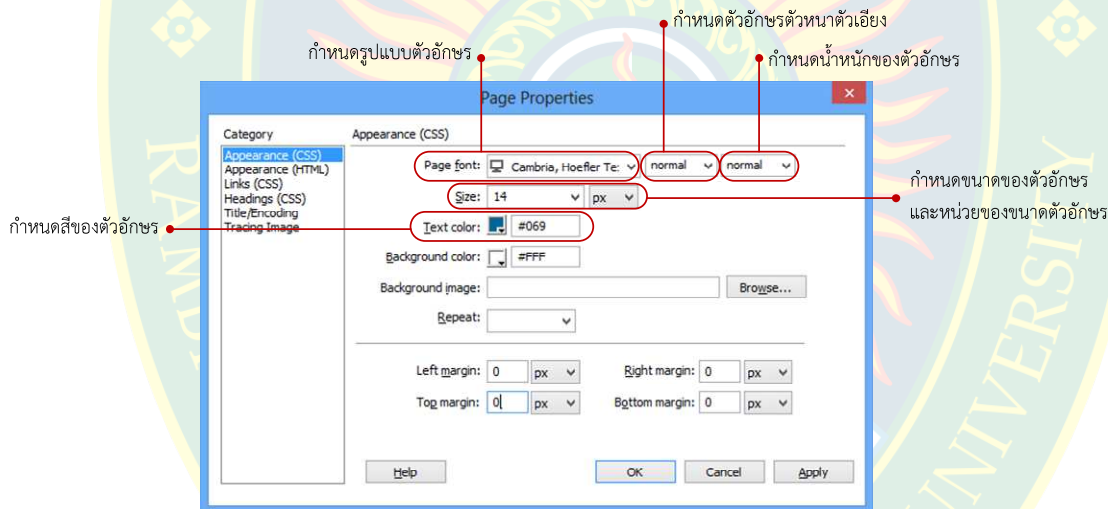 กำหนดตัวอักษรตัวหนาตัวเอียง
กำหนดรูปแบบตัวอักษร
กำหนดน้ำหนักของตัวอักษร
Page Properties
Category
Appearance (CSS)
Appearance (HTML)
Links (CSS)
Headings (CSS)
Title/Encoding
Tracing Image
Appearance (CSS)
Page font: Cambria, Hoefler Te: normal normal
Size: 14 px
กำหนดขนาดของตัวอักษร
และหน่วยของขนาดตัวอักษร
กำหนดสีของตัวอักษร
Text color: #069
Background color: #FFF
Background image: Browse...
Repeat:
Left margin: 0 px Right margin: 0 px
Top margin: 0 px Bottom margin: 0 px
Help OK Cancel Apply
UNIVERSITY